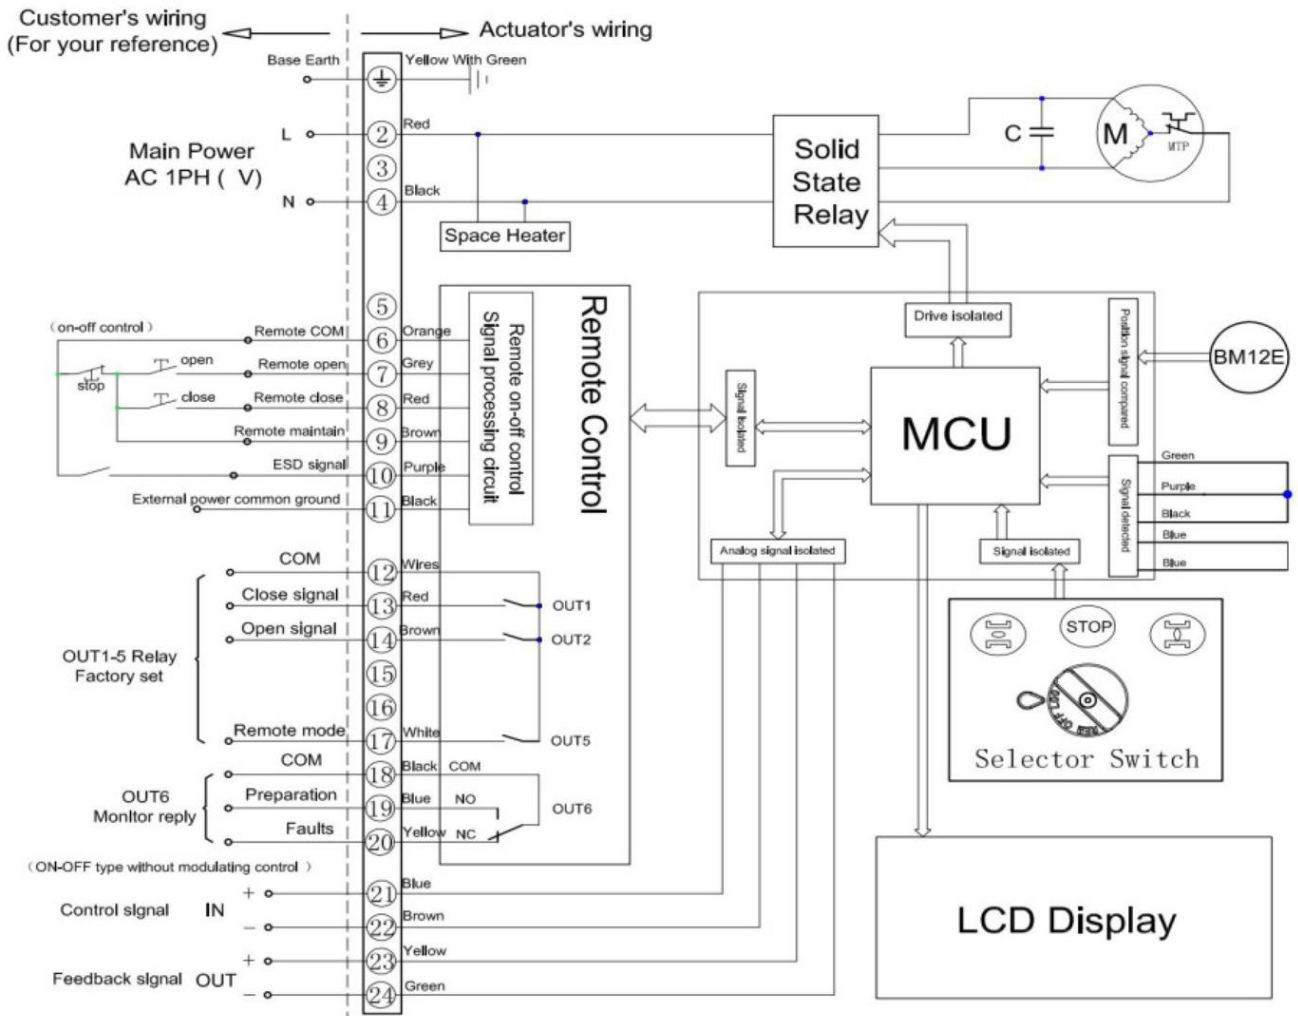 Customer's wiring
(For your reference)
Actuator's wiring
Base Earth
Yellow With Green
L
2
Red
Main Power
AC 1PH ( V)
3
N
4
Black
Space Heater
Solid
State
Relay
C
M
MTP
5
(on-off control)
Remote COM
6
Orange
stop
open
Remote open
7
Grey
close
Remote close
8
Red
Remote maintain
9
Brown
ESD signal
10
Purple
External power common ground
11
Black
Remote on-off control
Signal processing circuit
Remote Control
COM
12
Wires
Close signal
13
Red
OUT1
Open signal
14
Brown
OUT2
OUT1-5 Relay
Factory set
15
16
Remote mode
17
White
OUT5
COM
18
Black
COM
OUT6
Monitor reply
Preparation
19
Blue
NO
OUT6
Faults
20
Yellow
NC
(ON-OFF type without modulating control)
Control signal
IN
+
21
Blue
−
22
Brown
Feedback signal
OUT
+
23
Yellow
−
24
Green
Drive isolated
Signal isolated
MCU
Position signal compared
BM12E
Signal detected
Green
Purple
Black
Blue
Blue
Analog signal isolated
Signal isolated
STOP
OFF
Selector Switch
LCD Display